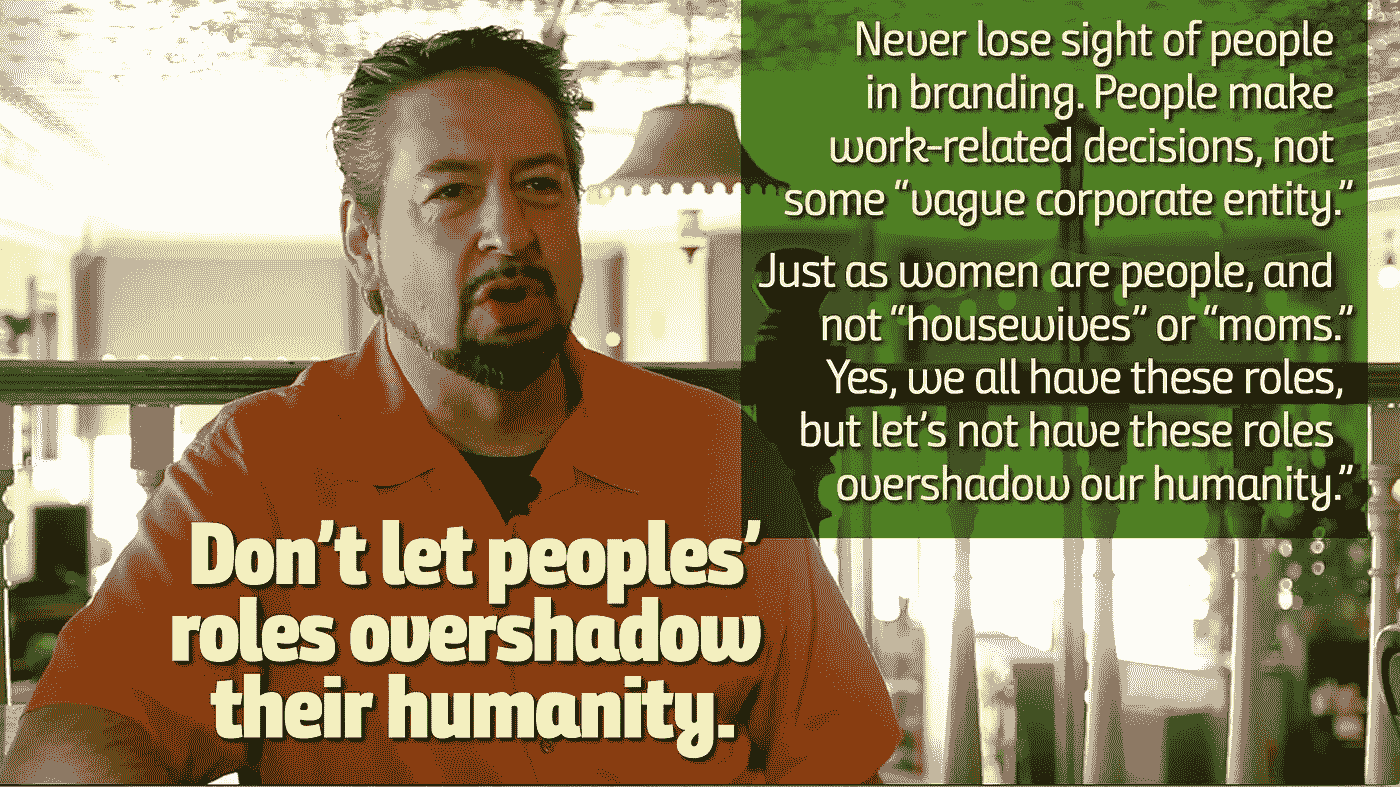 Never lose sight of people
in branding. People make
work-related decisions, not
some “vague corporate entity.”
Just as women are people, and
not “housewives” or “moms.”
Yes, we all have these roles,
but let’s not have these roles
overshadow our humanity.”
Don’t let peoples’
roles overshadow
their humanity.